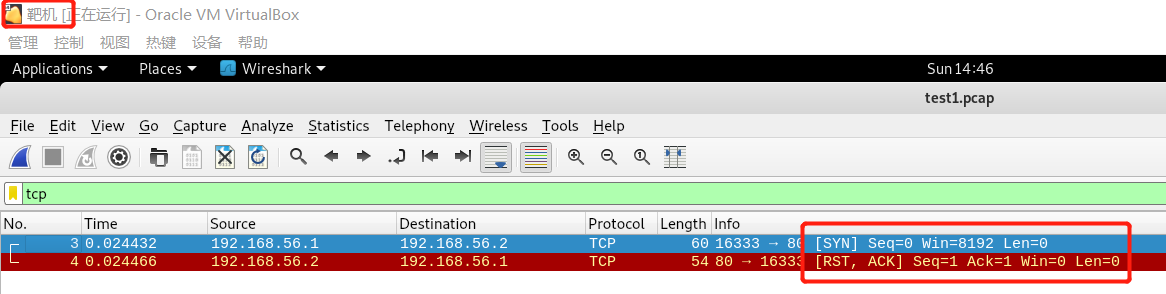 靶机 [正在运行] - Oracle VM VirtualBox
管理 控制 视图 热键 设备 帮助
Applications Places Wireshark Sun 14:46
test1.pcap
File Edit View Go Capture Analyze Statistics Telephony Wireless Tools Help
tcp
No. Time Source Destination Protocol Length Info
3 0.024432 192.168.56.1 192.168.56.2 TCP 60 16333 → 80 [SYN] Seq=0 Win=8192 Len=0
4 0.024466 192.168.56.2 192.168.56.1 TCP 54 80 → 16333 [RST, ACK] Seq=1 Ack=1 Win=0 Len=0